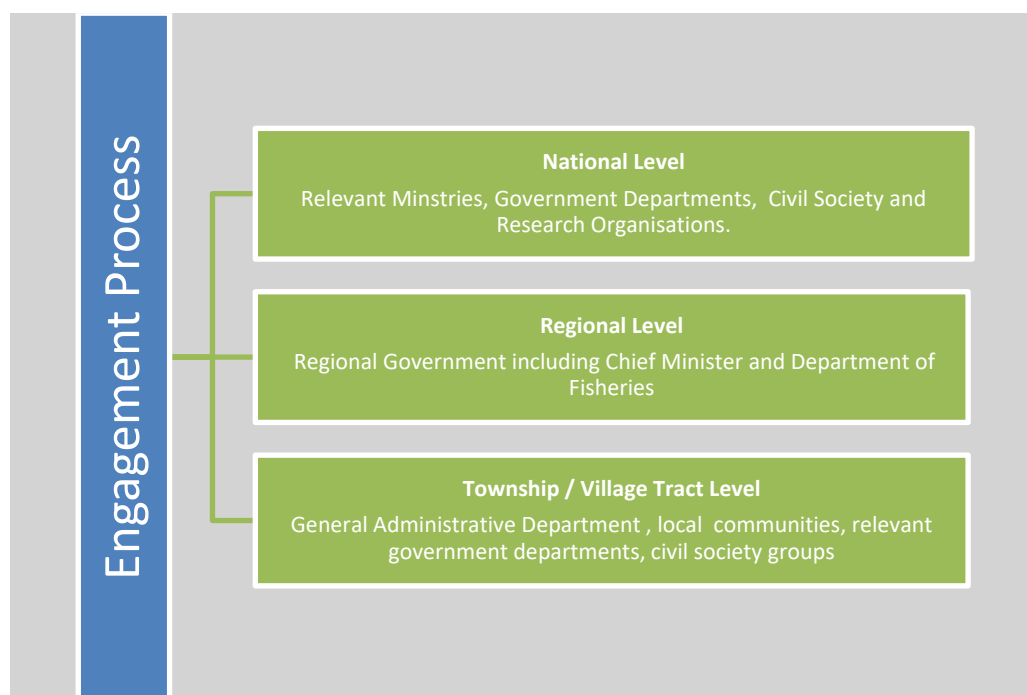 Engagement Process
National Level
Relevant Minstries, Government Departments,  Civil Society and
Research Organisations.
Regional Level
Regional Government including Chief Minister and Department of
Fisheries
Township / Village Tract Level
General Administrative Department , local  communities, relevant
government departments, civil society groups